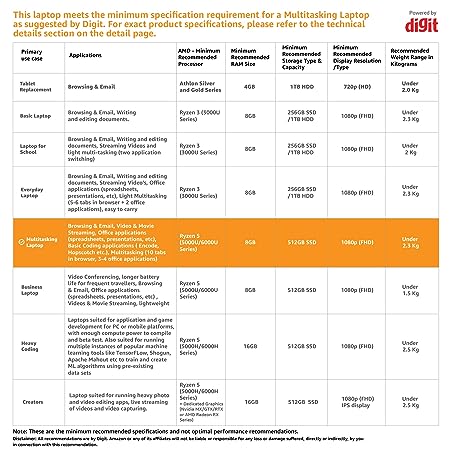 This laptop meets the minimum specification requirement for a Multitasking Laptop
as suggested by Digit. For exact product specifications, please refer to the technical
details section on the detail page.
Powered by
digit
Primary use case | Applications | AMD - Minimum Recommended Processor | Minimum Recommended RAM Size | Minimum Recommended Storage Type & Capacity | Minimum Recommended Display Resolution /Type | Recommended Weight Range in Kilograms
Tablet Replacement | Browsing & Email | Athlon Silver and Gold Series | 4GB | 1TB HDD | 720p (HD) | Under 2.0 Kg
Basic Laptop | Browsing & Email, Writing and editing documents, | Ryzen 3 (3000U Series) | 8GB | 256GB SSD /1TB HDD | 1080p (FHD) | Under 2.3 Kg
Laptop for School | Browsing & Email, Writing and editing documents, Streaming Videos and light multi-tasking (two application switching) | Ryzen 3 (3000U Series) | 8GB | 256GB SSD /1TB HDD | 1080p (FHD) | Under 2 Kg
Everyday Laptop | Browsing & Email, Writing and editing documents, Streaming Video's, Office applications (spreadsheets, presentations, etc), Light Multitasking (5-6 tabs in browser + 2 office applications), easy to carry | Ryzen 3 (3000U Series) | 8GB | 256GB SSD /1TB HDD | 1080p (FHD) | Under 2.3 Kg
Multitasking Laptop | Browsing & Email, Video & Movie Streaming, Office applications (spreadsheets, presentations, etc), Basic Coding applications ( Encode, Hopscotch etc.), Multitasking (10 tabs in browser, 3-4 office applications) | Ryzen 5 (5000U/6000U Series) | 8GB | 512GB SSD | 1080p (FHD) | Under 2.3 Kg
Business Laptop | Video Conferencing, longer battery life for frequent travellers, Browsing & Email, Office applications (spreadsheets, presentations, etc) , Videos & Movie Streaming, lightweight | Ryzen 5 (5000U/6000U Series) | 8GB | 512GB SSD | 1080p (FHD) | Under 1.5 Kg
Heavy Coding | Laptops suited for application and game development for PC or mobile platforms, with enough compute power to compile and beta test. Also suited for running multiple instances of popular machine learning tools like TensorFlow, Shogun, Apache Mahout etc to train and create ML algorithms using pre-existing data sets | Ryzen 5 (5000H/6000H Series) | 16GB | 512GB SSD | 1080p (FHD) | Under 2.5 Kg
Creators | Laptop suited for running heavy photo and video editing apps, live streaming of videos and video capturing. | Ryzen 5 (5000H/6000H Series) + Dedicated Graphics (Nvidia MX/GTX/RTX or AMD Radeon RX Series) | 16GB | 512GB SSD | 1080p (FHD) IPS display | Under 2.5 Kg
Note: These are the minimum recommended specifications and not optimal performance recommendations.
Disclaimer: All recommendations are by Digit. Amazon or any of its affiliates will not be liable or responsible for any loss or damage suffered, directly or indirectly, by you
in connection with this recommendation.